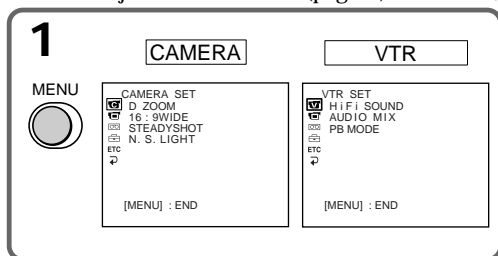 1
CAMERA
VTR
MENU
CAMERA SET
D ZOOM
16 : 9WIDE
STEADYSHOT
N. S. LIGHT
ETC
[MENU] : END
VTR SET
HiFi SOUND
AUDIO MIX
PB MODE
ETC
[MENU] : END